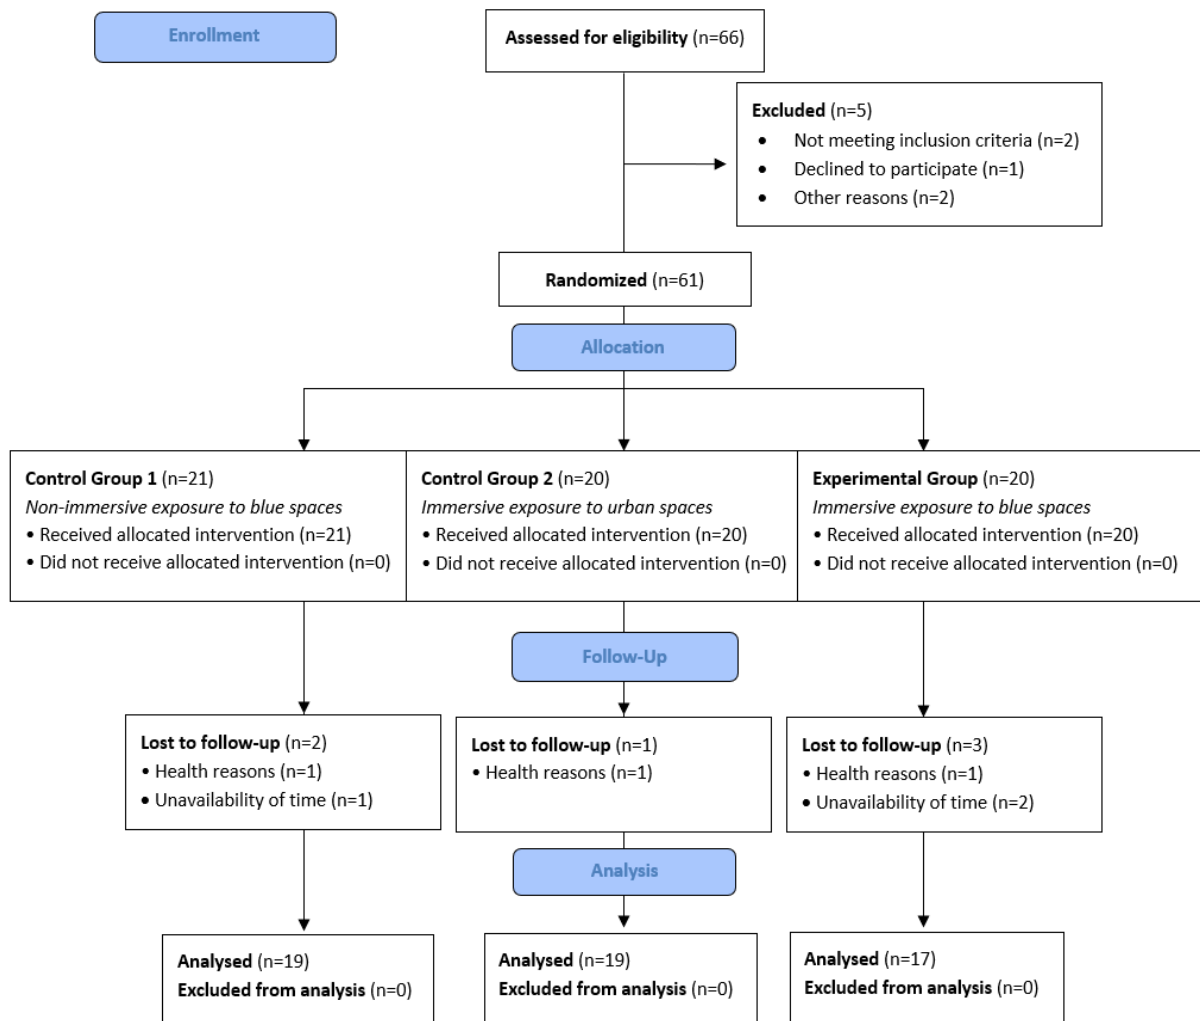 Enrollment
Assessed for eligibility (n=66)
Excluded (n=5)
• Not meeting inclusion criteria (n=2)
• Declined to participate (n=1)
• Other reasons (n=2)
Randomized (n=61)
Allocation
Control Group 1 (n=21)
Non-immersive exposure to blue spaces
• Received allocated intervention (n=21)
• Did not receive allocated intervention (n=0)
Control Group 2 (n=20)
Immersive exposure to urban spaces
• Received allocated intervention (n=20)
• Did not receive allocated intervention (n=0)
Experimental Group (n=20)
Immersive exposure to blue spaces
• Received allocated intervention (n=20)
• Did not receive allocated intervention (n=0)
Follow-Up
Lost to follow-up (n=2)
• Health reasons (n=1)
• Unavailability of time (n=1)
Lost to follow-up (n=1)
• Health reasons (n=1)
Lost to follow-up (n=3)
• Health reasons (n=1)
• Unavailability of time (n=2)
Analysis
Analysed (n=19)
Excluded from analysis (n=0)
Analysed (n=19)
Excluded from analysis (n=0)
Analysed (n=17)
Excluded from analysis (n=0)